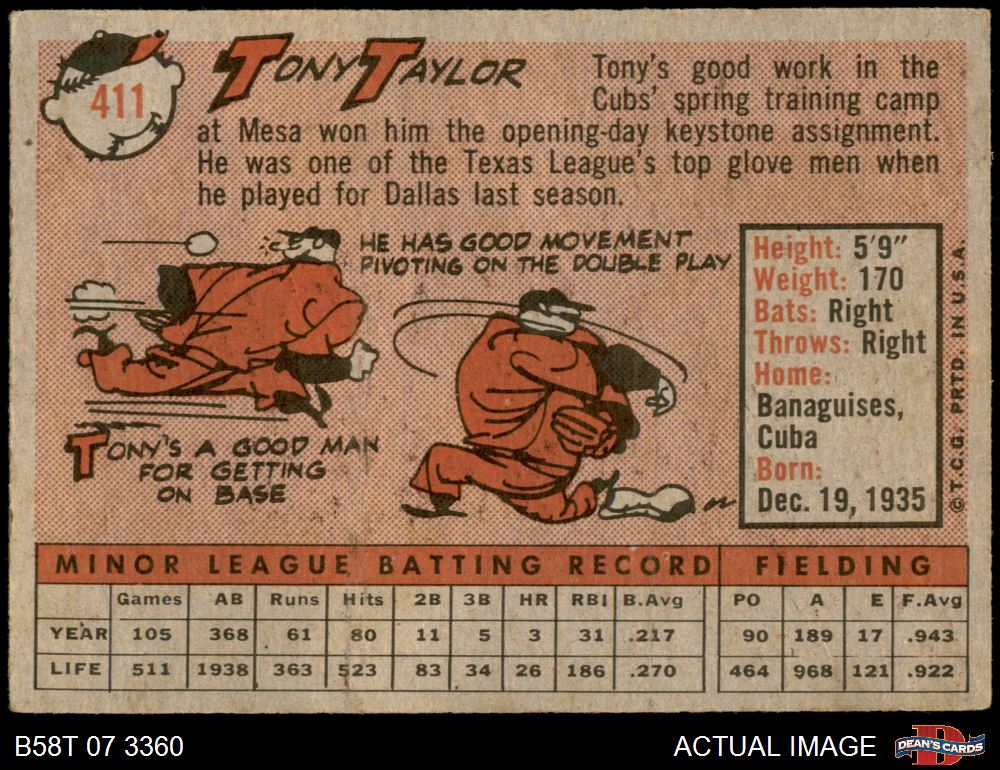 411
TONY TAYLOR
Tony's good work in the
Cubs' spring training camp
at Mesa won him the opening-day keystone assignment.
He was one of the Texas League's top glove men when
he played for Dallas last season.
HE HAS GOOD MOVEMENT
PIVOTING ON THE DOUBLE PLAY
TONY'S A GOOD MAN
FOR GETTING
ON BASE
Height: 5'9"
Weight: 170
Bats: Right
Throws: Right
Home:
Banaguises,
Cuba
Born:
Dec. 19, 1935
© T.C.G. PRTD. IN U.S.A.
MINOR LEAGUE BATTING RECORD FIELDING
Games AB Runs Hits 2B 3B HR RBI B.Avg PO A E F.Avg
YEAR 105 368 61 80 11 5 3 31 .217 90 189 17 .943
LIFE 511 1938 363 523 83 34 26 186 .270 464 968 121 .922
B58T 07 3360 ACTUAL IMAGE D DEAN'S CARDS